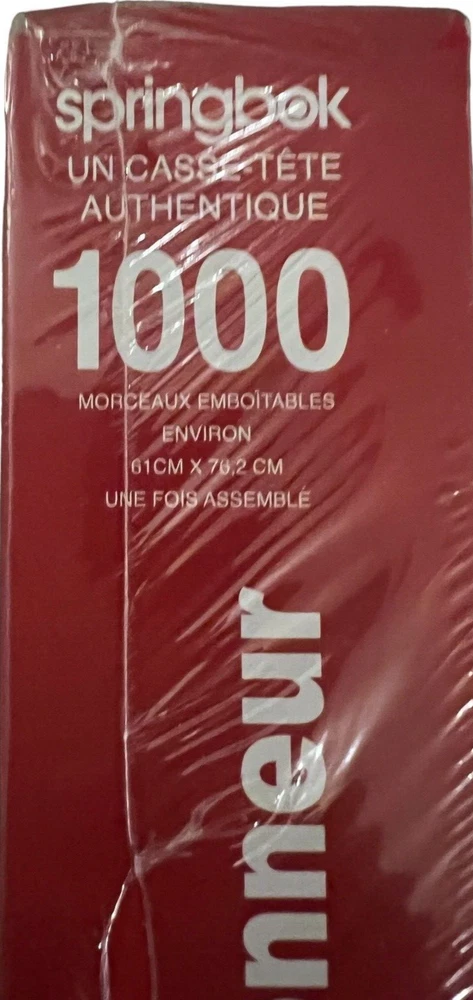 springbok
UN CASSE-TÊTE
AUTHENTIQUE
1000
MORCEAUX EMBOÎTABLES
ENVIRON
61CM X 76,2 CM
UNE FOIS ASSEMBLÉ
nneur